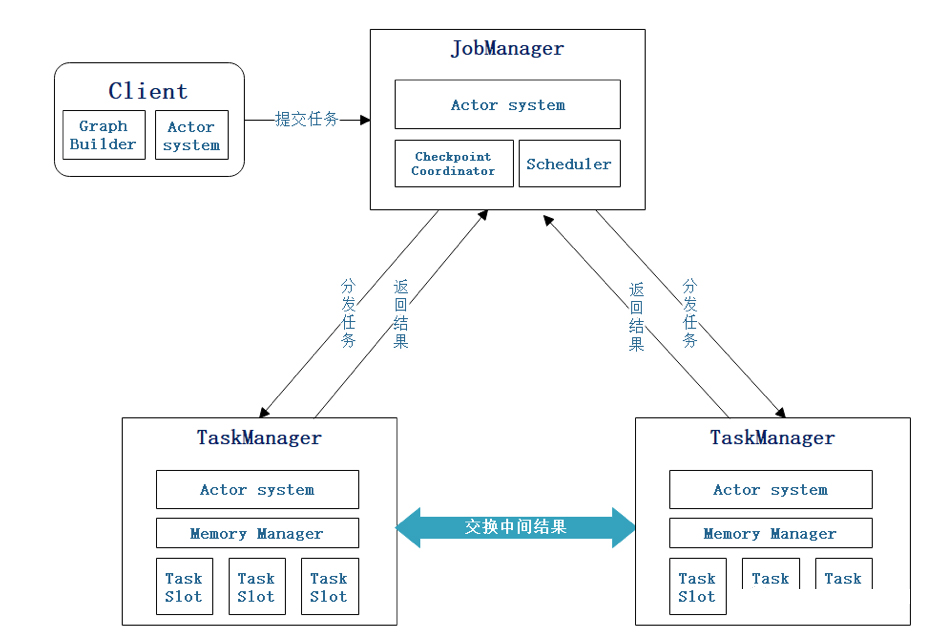 JobManager
Client
Actor system
Graph
Builder
Actor
system
提交任务
Checkpoint
Coordinator
Scheduler
分发任务
返回结果
返回结果
分发任务
TaskManager
Actor system
Memory Manager
Task
Slot
Task
Slot
Task
Slot
交换中间结果
TaskManager
Actor system
Memory Manager
Task
Slot
Task
Task